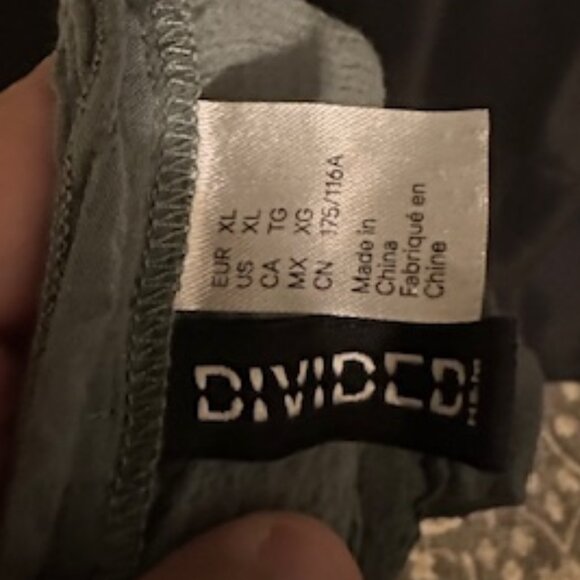 EUR XL
US XL
CA TG
MX XG
CN 175/116A
Made in
China
Fabriqué en
Chine
DIVIDED
H&M